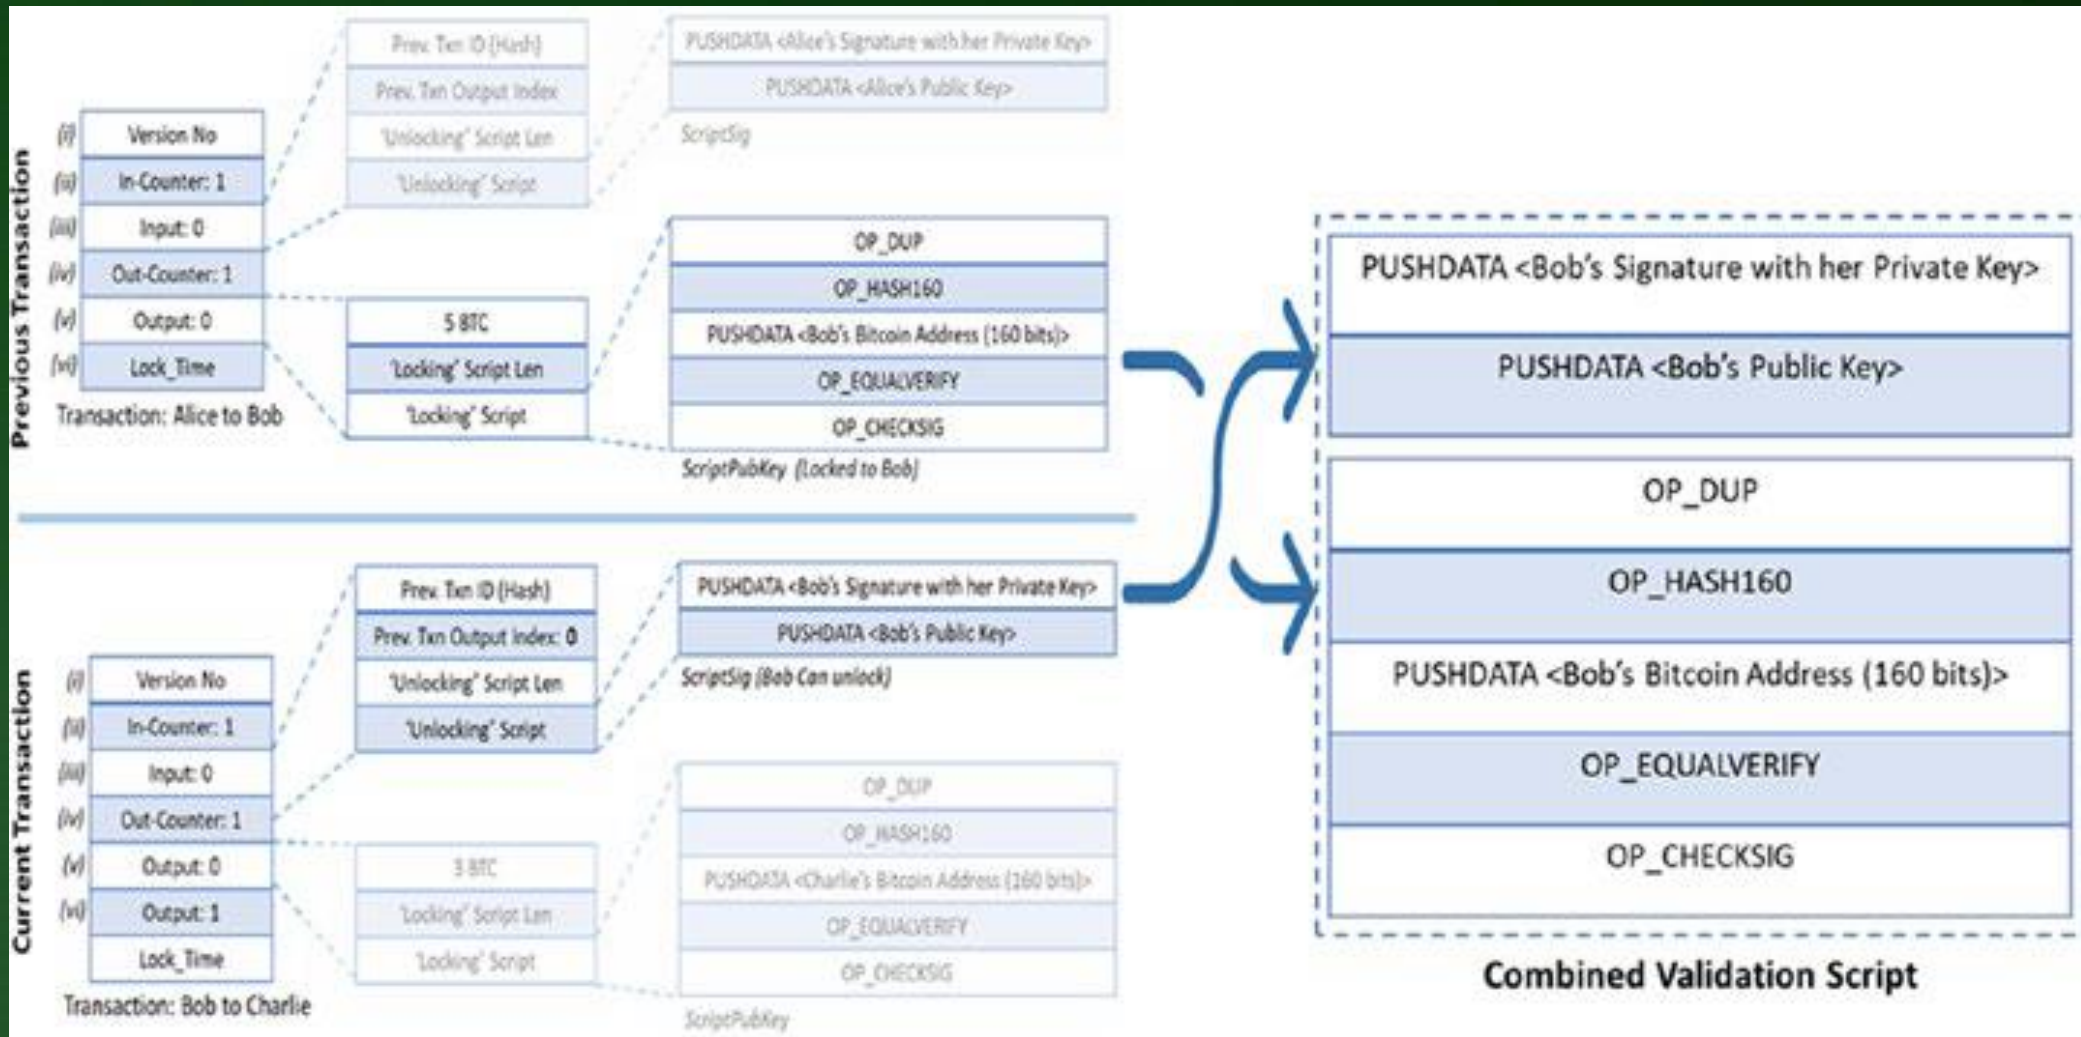 Previous Transaction
(i) Version No
(ii) In-Counter: 1
(iii) Input: 0
(iv) Out-Counter: 1
(v) Output: 0
(vi) Lock_Time
Transaction: Alice to Bob
Prev. Txn ID (Hash)
Prev. Txn Output Index
'Unlocking' Script Len
'Unlocking' Script
PUSHDATA <Alice's Signature with her Private Key>
PUSHDATA <Alice's Public Key>
ScriptSig
5 BTC
'Locking' Script Len
'Locking' Script
OP_DUP
OP_HASH160
PUSHDATA <Bob's Bitcoin Address (160 bits)>
OP_EQUALVERIFY
OP_CHECKSIG
ScriptPubKey (Locked to Bob)
Current Transaction
(i) Version No
(ii) In-Counter: 1
(iii) Input: 0
(iv) Out-Counter: 1
(v) Output: 0
(vi) Output: 1
Lock_Time
Transaction: Bob to Charlie
Prev. Txn ID (Hash)
Prev. Txn Output Index: 0
'Unlocking' Script Len
'Unlocking' Script
PUSHDATA <Bob's Signature with her Private Key>
PUSHDATA <Bob's Public Key>
ScriptSig (Bob Can unlock)
BTC
'Locking' Script Len
'Locking' Script
OP_DUP
OP_HASH160
PUSHDATA <Charlie's Bitcoin Address (160 bits)>
OP_EQUALVERIFY
OP_CHECKSIG
ScriptPubKey
PUSHDATA <Bob's Signature with her Private Key>
PUSHDATA <Bob's Public Key>
OP_DUP
OP_HASH160
PUSHDATA <Bob's Bitcoin Address (160 bits)>
OP_EQUALVERIFY
OP_CHECKSIG
Combined Validation Script